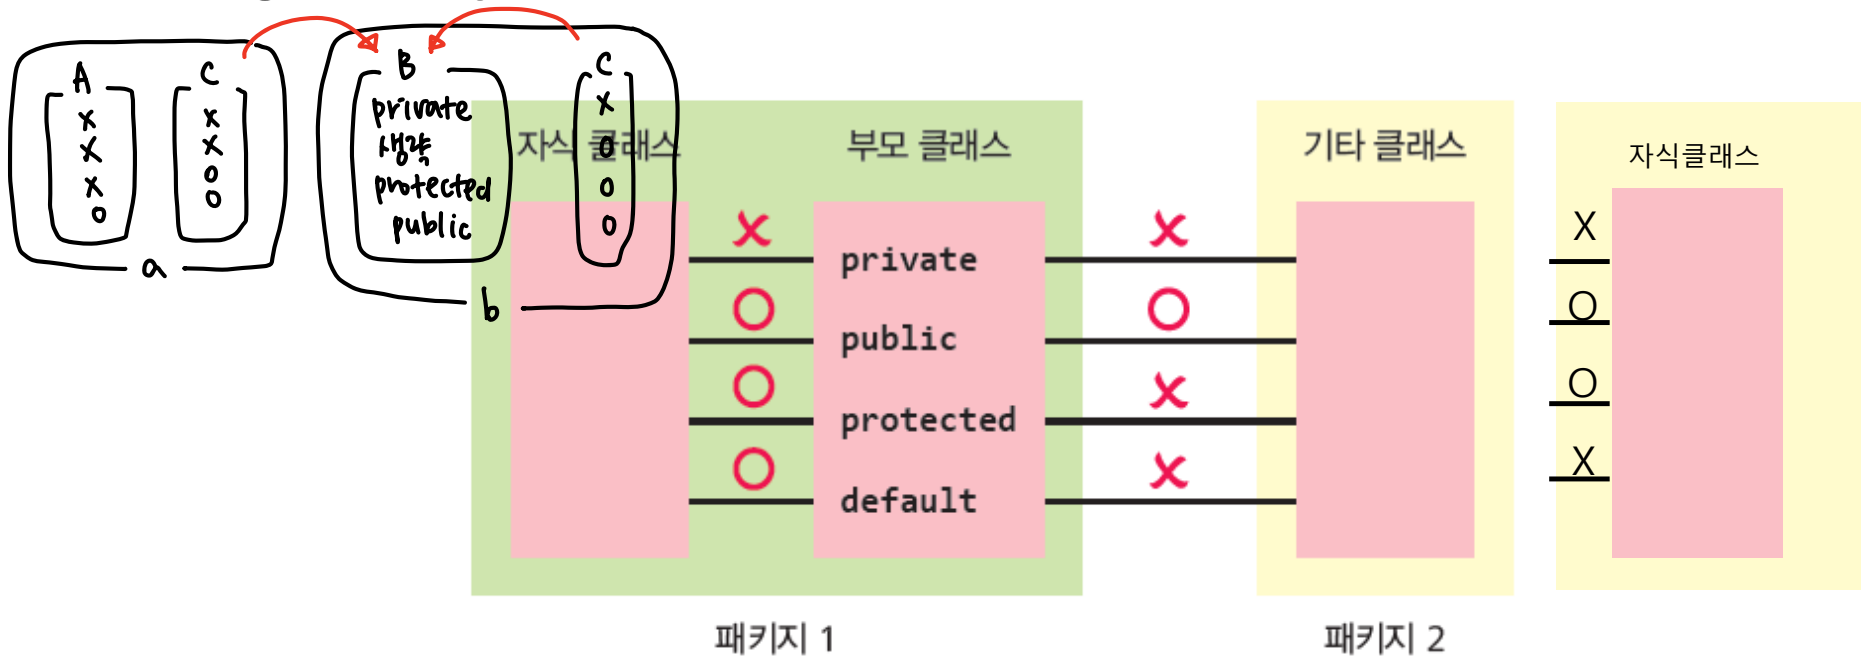 A
x
x
x
o
C
x
x
o
o
a
B
private
생략
protected
public
C
x
o
o
o
b
자식 클래스
부모 클래스
기타 클래스
자식클래스
X private X X
O public O O
O protected X O
O default X X
패키지 1
패키지 2